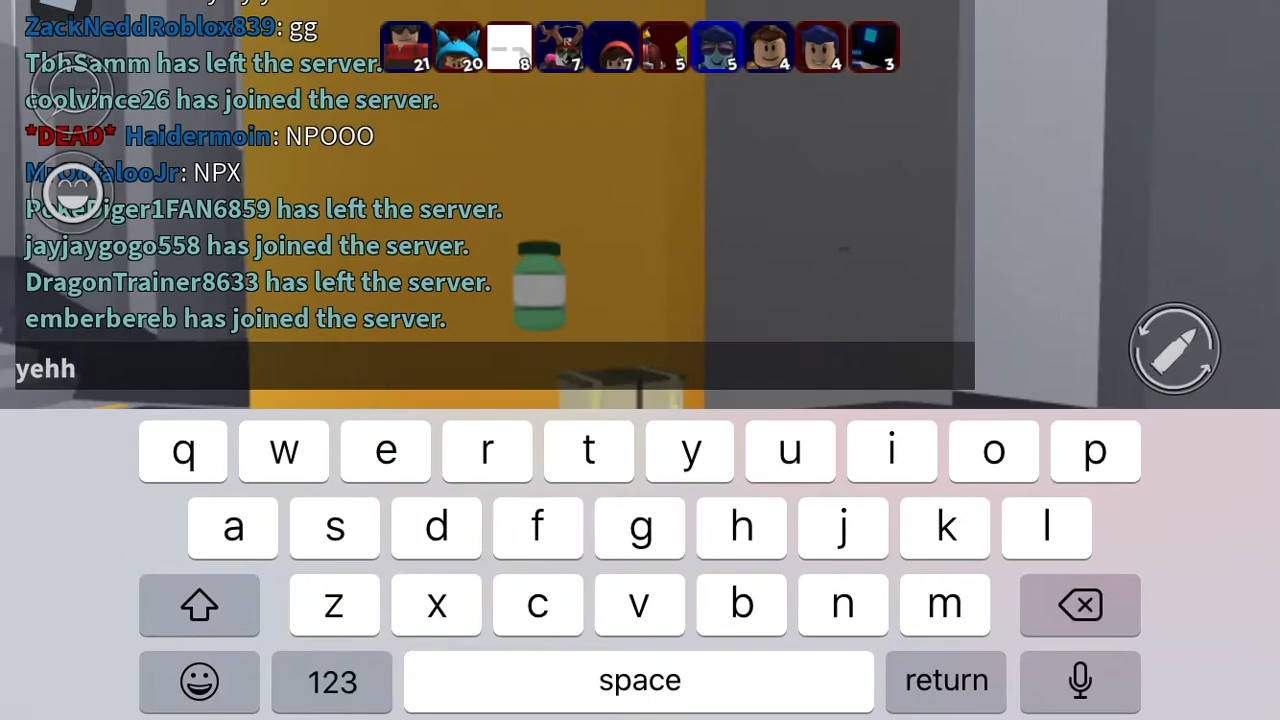 ZackNeddRoblox839: gg
21 20 8 7 7 5 5 4 4 3
TbhSamm has left the server.
coolvince26 has joined the server.
*DEAD* Haidermoin: NPOOO
NPX
has left the server.
jayjaygogo558 has joined the server.
DragonTrainer8633 has left the server.
emberbereb has joined the server.
yehh
q w e r t y u i o p
a s d f g h j k l
z x c v b n m
123 space return